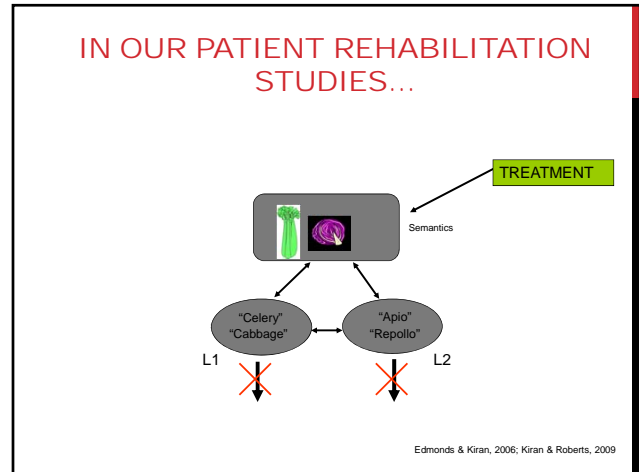 IN OUR PATIENT REHABILITATION
STUDIES…
TREATMENT
Semantics
“Celery”
“Cabbage”
“Apio”
“Repollo”
L1
L2
Edmonds & Kiran, 2006; Kiran & Roberts, 2009